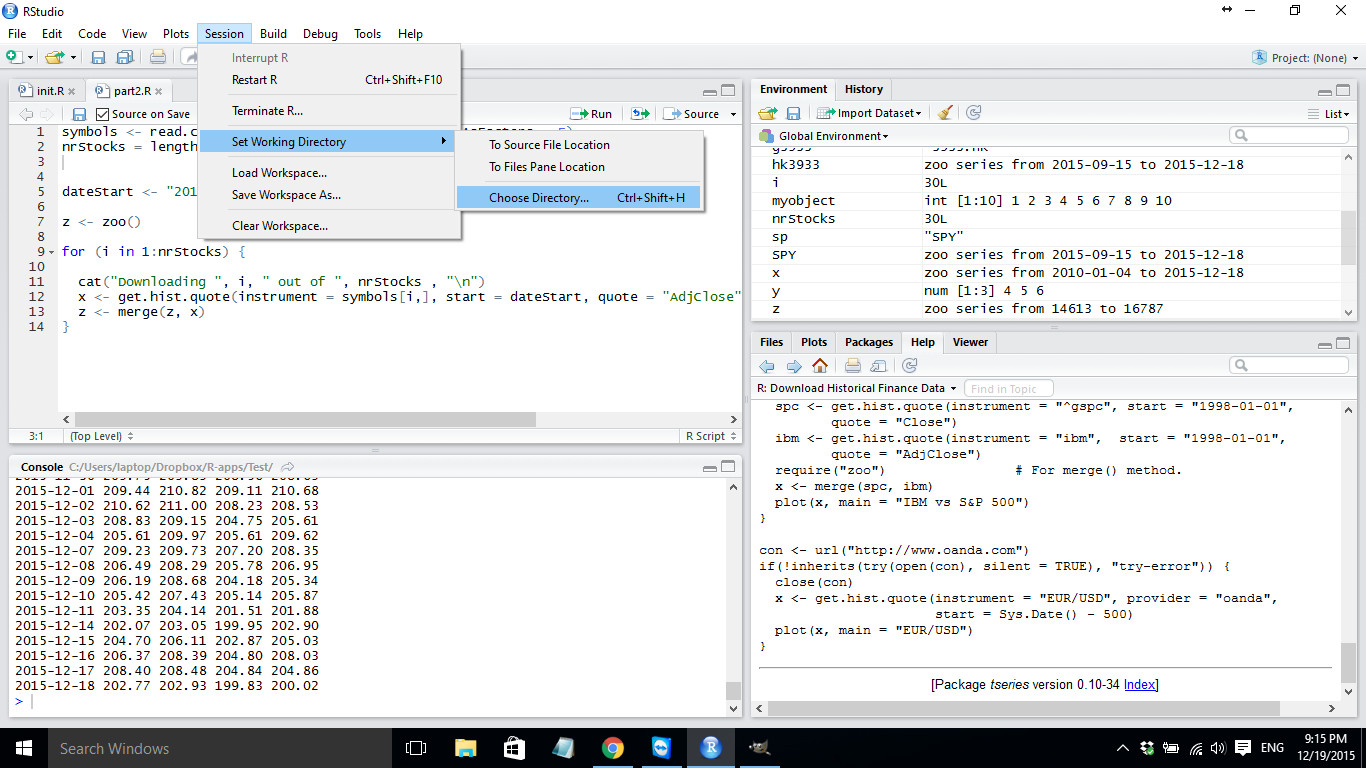 RStudio
File Edit Code View Plots Session Build Debug Tools Help
Project: (None)
Interrupt R
Restart R Ctrl+Shift+F10
Terminate R...
Set Working Directory
Load Workspace...
Save Workspace As...
Clear Workspace...
To Source File Location
To Files Pane Location
Choose Directory... Ctrl+Shift+H
init.R part2.R
Source on Save Run Source
1 symbols <- read.c
2 nrStocks = length
3
4
5 dateStart <- "201
6
7 z <- zoo()
8
9 for (i in 1:nrStocks) {
10
11 cat("Downloading ", i, " out of ", nrStocks , "\n")
12 x <- get.hist.quote(instrument = symbols[i,], start = dateStart, quote = "AdjClose"
13 z <- merge(z, x)
14 }
3:1 (Top Level) R Script
Console C:/Users/laptop/Dropbox/R-apps/Test/
2015-12-01 209.44 210.82 209.11 210.68
2015-12-02 210.62 211.00 208.23 208.53
2015-12-03 208.83 209.15 204.75 205.61
2015-12-04 205.61 209.97 205.61 209.62
2015-12-07 209.23 209.73 207.20 208.35
2015-12-08 206.49 208.29 205.78 206.95
2015-12-09 206.19 208.68 204.18 205.34
2015-12-10 205.42 207.43 205.14 205.87
2015-12-11 203.35 204.14 201.51 201.88
2015-12-14 202.07 203.05 199.95 202.90
2015-12-15 204.70 206.11 202.87 205.03
2015-12-16 206.37 208.39 204.80 208.03
2015-12-17 208.40 208.48 204.84 204.86
2015-12-18 202.77 202.93 199.83 200.02
>
Environment History
Import Dataset List
Global Environment
hk3933 zoo series from 2015-09-15 to 2015-12-18
i 30L
myobject int [1:10] 1 2 3 4 5 6 7 8 9 10
nrStocks 30L
sp "SPY"
SPY zoo series from 2015-09-15 to 2015-12-18
x zoo series from 2010-01-04 to 2015-12-18
y num [1:3] 4 5 6
z zoo series from 14613 to 16787
Files Plots Packages Help Viewer
R: Download Historical Finance Data Find in Topic
spc <- get.hist.quote(instrument = "^gspc", start = "1998-01-01",
quote = "Close")
ibm <- get.hist.quote(instrument = "ibm", start = "1998-01-01",
quote = "AdjClose")
require("zoo") # For merge() method.
x <- merge(spc, ibm)
plot(x, main = "IBM vs S&P 500")
}
con <- url("http://www.oanda.com")
if(!inherits(try(open(con), silent = TRUE), "try-error")) {
close(con)
x <- get.hist.quote(instrument = "EUR/USD", provider = "oanda",
start = Sys.Date() - 500)
plot(x, main = "EUR/USD")
}
[Package tseries version 0.10-34 Index]
Search Windows
ENG
9:15 PM
12/19/2015